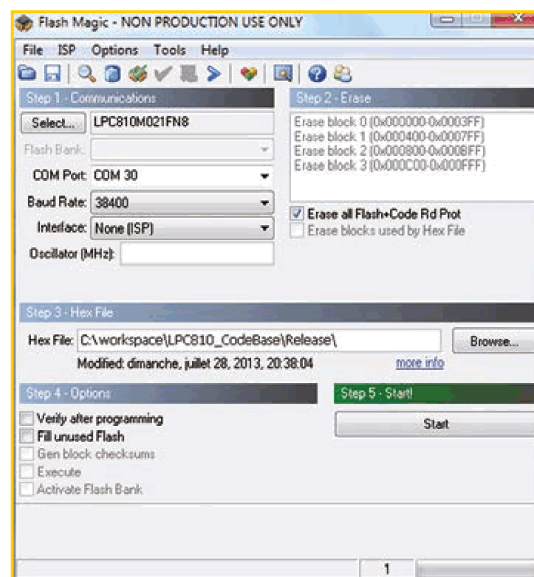 Flash Magic - NON PRODUCTION USE ONLY
File ISP Options Tools Help
Step 1 - Communications
Select... LPC810M021FN8
Flash Bank:
COM Port: COM 30
Baud Rate: 38400
Interface: None (ISP)
Oscillator (MHz):
Step 2 - Erase
Erase block 0 (0x000000-0x0003FF)
Erase block 1 (0x000400-0x0007FF)
Erase block 2 (0x000800-0x000BFF)
Erase block 3 (0x000C00-0x000FFF)
Erase all Flash+Code Rd Prot
Erase blocks used by Hex File
Step 3 - Hex File
Hex File: C:\workspace\LPC810_CodeBase\Release\ Browse...
Modified: dimanche, juillet 28, 2013, 20:38:04 more info
Step 4 - Options
Verify after programming
Fill unused Flash
Gen block checksums
Execute
Activate Flash Bank
Step 5 - Start!
Start
1